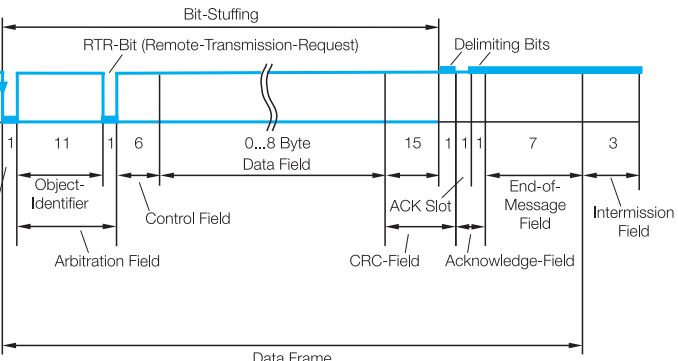 Bit-Stuffing
RTR-Bit (Remote-Transmission-Request)
Delimiting Bits
1 11 1 6 0...8 Byte 15 1 1 1 7 3
Data Field
Object-
Identifier
Control Field
ACK Slot
End-of-
Message
Field
Intermission
Field
Arbitration Field
CRC-Field
Acknowledge-Field
Data Frame